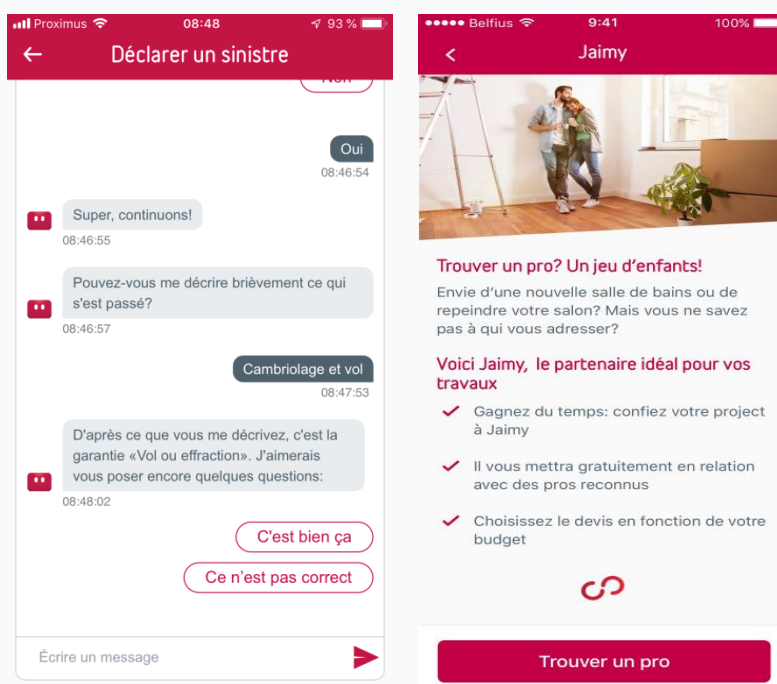 Proximus 08:48 93 %
Déclarer un sinistre
Non
Oui
08:46:54
Super, continuons!
08:46:55
Pouvez-vous me décrire brièvement ce qui
s'est passé?
08:46:57
Cambriolage et vol
08:47:53
D'après ce que vous me décrivez, c'est la
garantie «Vol ou effraction». J'aimerais
vous poser encore quelques questions:
08:48:02
C'est bien ça
Ce n'est pas correct
Écrire un message
Belfius 9:41 100%
Jaimy
Trouver un pro? Un jeu d'enfants!
Envie d'une nouvelle salle de bains ou de
repeindre votre salon? Mais vous ne savez
pas à qui vous adresser?
Voici Jaimy, le partenaire idéal pour vos
travaux
Gagnez du temps: confiez votre project
à Jaimy
Il vous mettra gratuitement en relation
avec des pros reconnus
Choisissez le devis en fonction de votre
budget
Trouver un pro